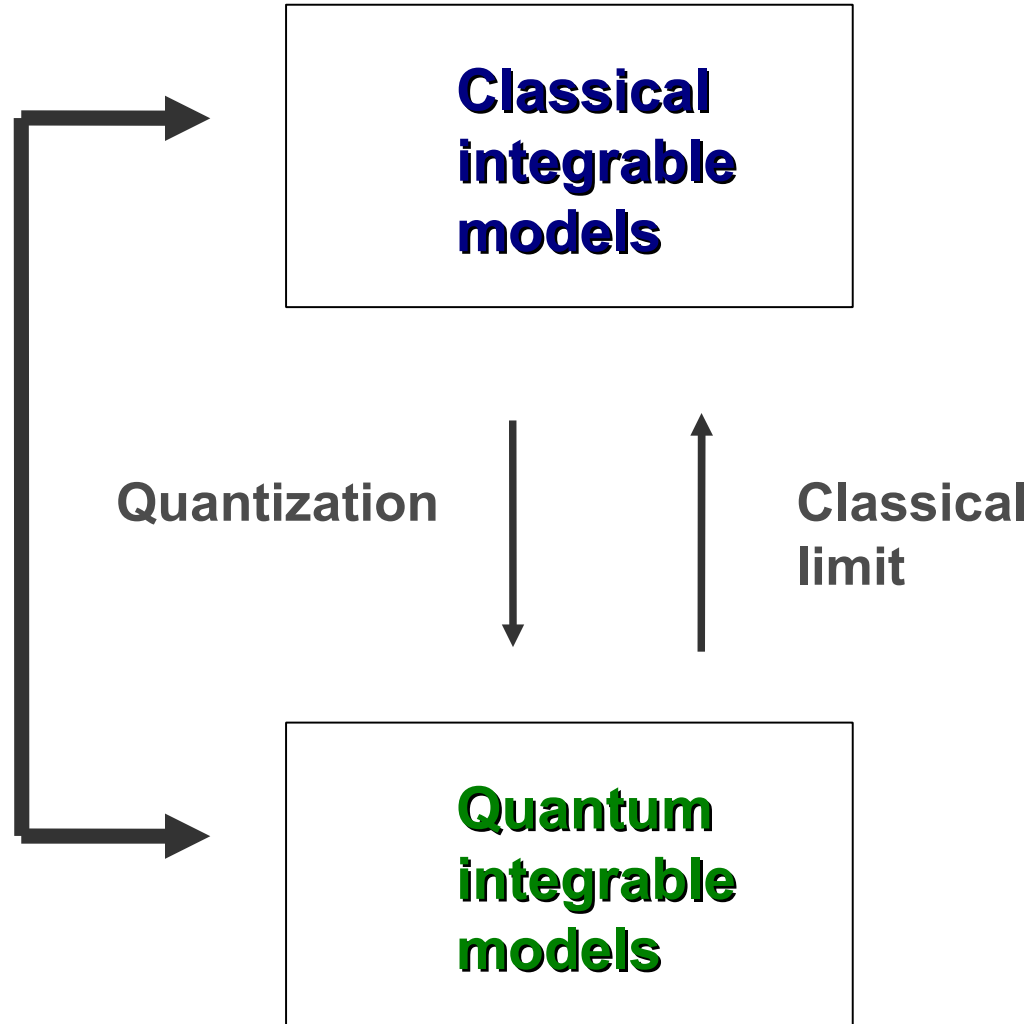 Classical
integrable
models
Quantization
Classical
limit
Quantum
integrable
models